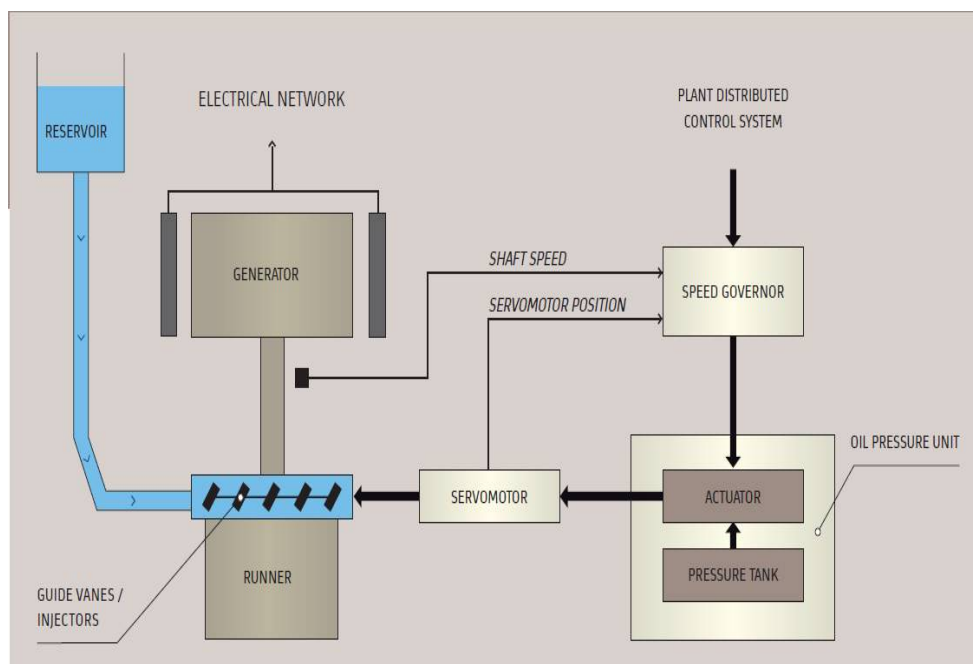 ELECTRICAL NETWORK
PLANT DISTRIBUTED
CONTROL SYSTEM
RESERVOIR
GENERATOR
SHAFT SPEED
SERVOMOTOR POSITION
SPEED GOVERNOR
OIL PRESSURE UNIT
SERVOMOTOR
ACTUATOR
RUNNER
PRESSURE TANK
GUIDE VANES /
INJECTORS